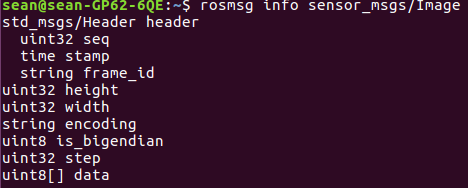 sean@sean-GP62-6QE:~$ rosmsg info sensor_msgs/Image
std_msgs/Header header
  uint32 seq
  time stamp
  string frame_id
uint32 height
uint32 width
string encoding
uint8 is_bigendian
uint32 step
uint8[] data